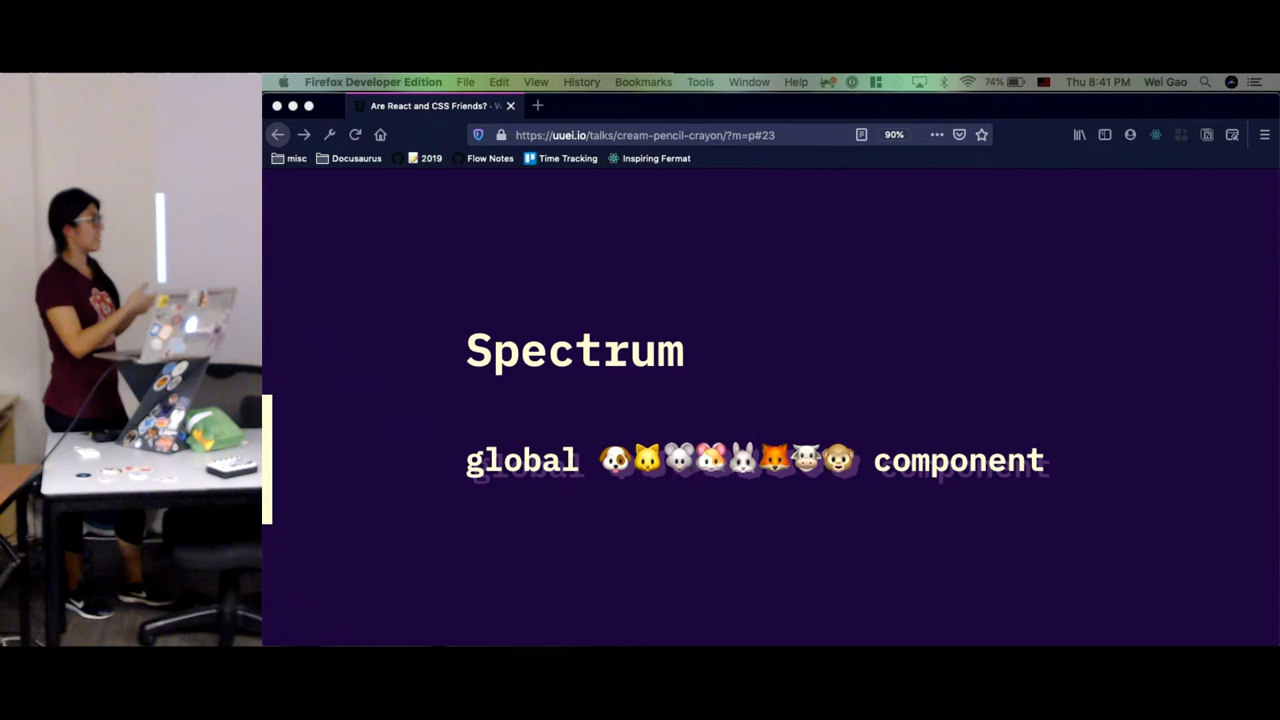 Firefox Developer Edition File Edit View History Bookmarks Tools Window Help 74% Thu 8:41 PM Wei Gao
Are React and CSS Friends? · W
https://uuei.io/talks/cream-pencil-crayon/?m=p#23 90%
misc Docusaurus 2019 Flow Notes Time Tracking Inspiring Fermat
Spectrum
global 🐶🐱🐭🐹🐰🦊🐮🐵 component